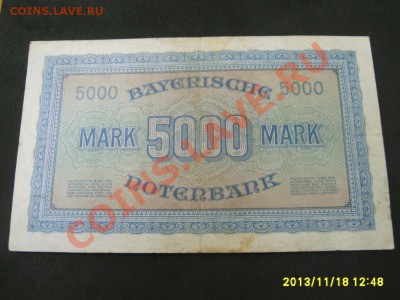 COINS.LAVE.RU
BAYERISCHE
5000 5000
MARK 5000 MARK
NOTENBANK
COINS.LAVE.RU
2013/11/18 12:48